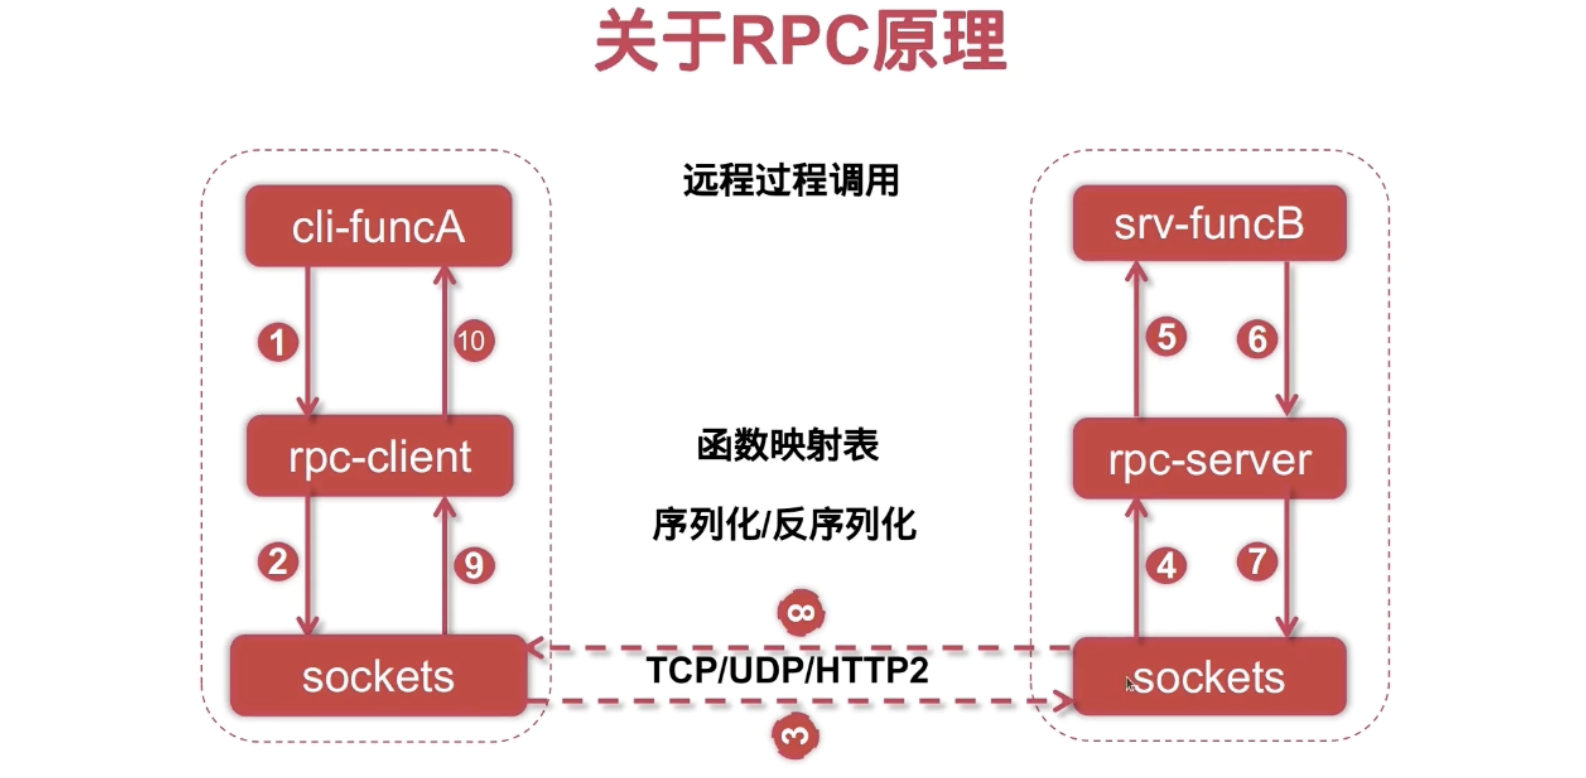 关于RPC原理
远程过程调用
cli-funcA
srv-funcB
1
10
5
6
函数映射表
rpc-client
rpc-server
序列化/反序列化
2
9
4
7
8
sockets
TCP/UDP/HTTP2
sockets
3